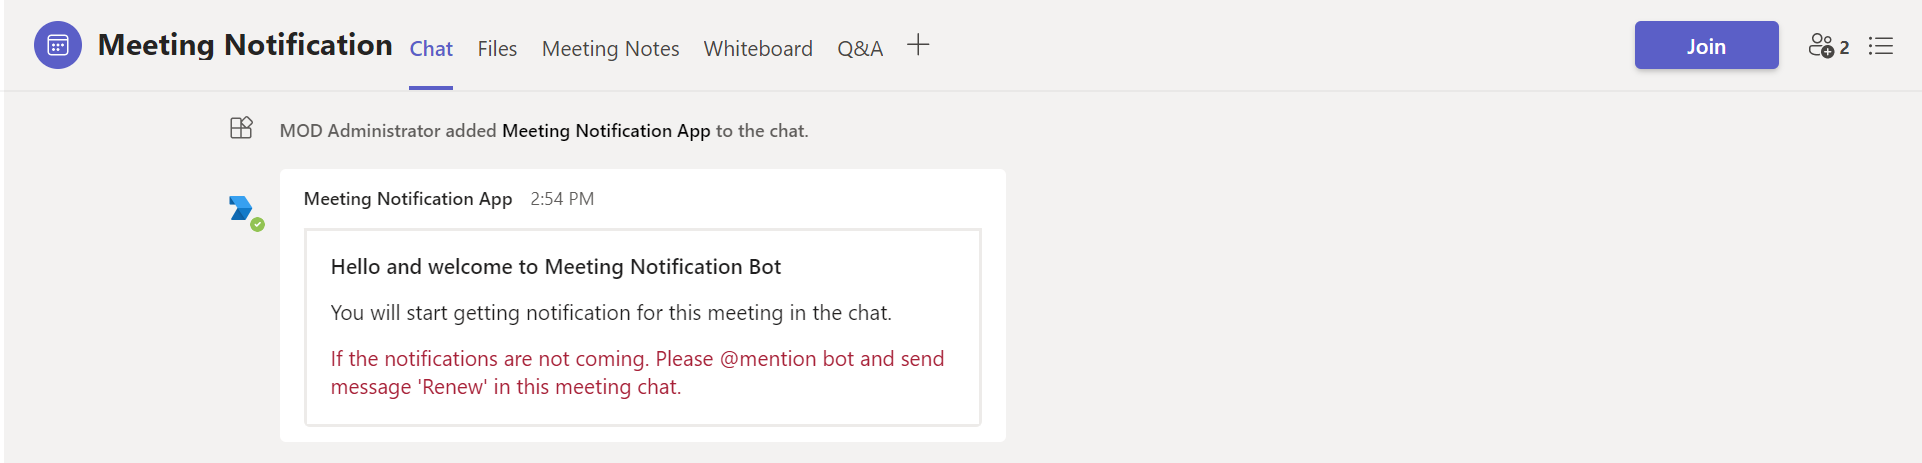 Meeting Notification Chat Files Meeting Notes Whiteboard Q&A Join 2
MOD Administrator added Meeting Notification App to the chat.
Meeting Notification App 2:54 PM
Hello and welcome to Meeting Notification Bot
You will start getting notification for this meeting in the chat.
If the notifications are not coming. Please @mention bot and send
message 'Renew' in this meeting chat.